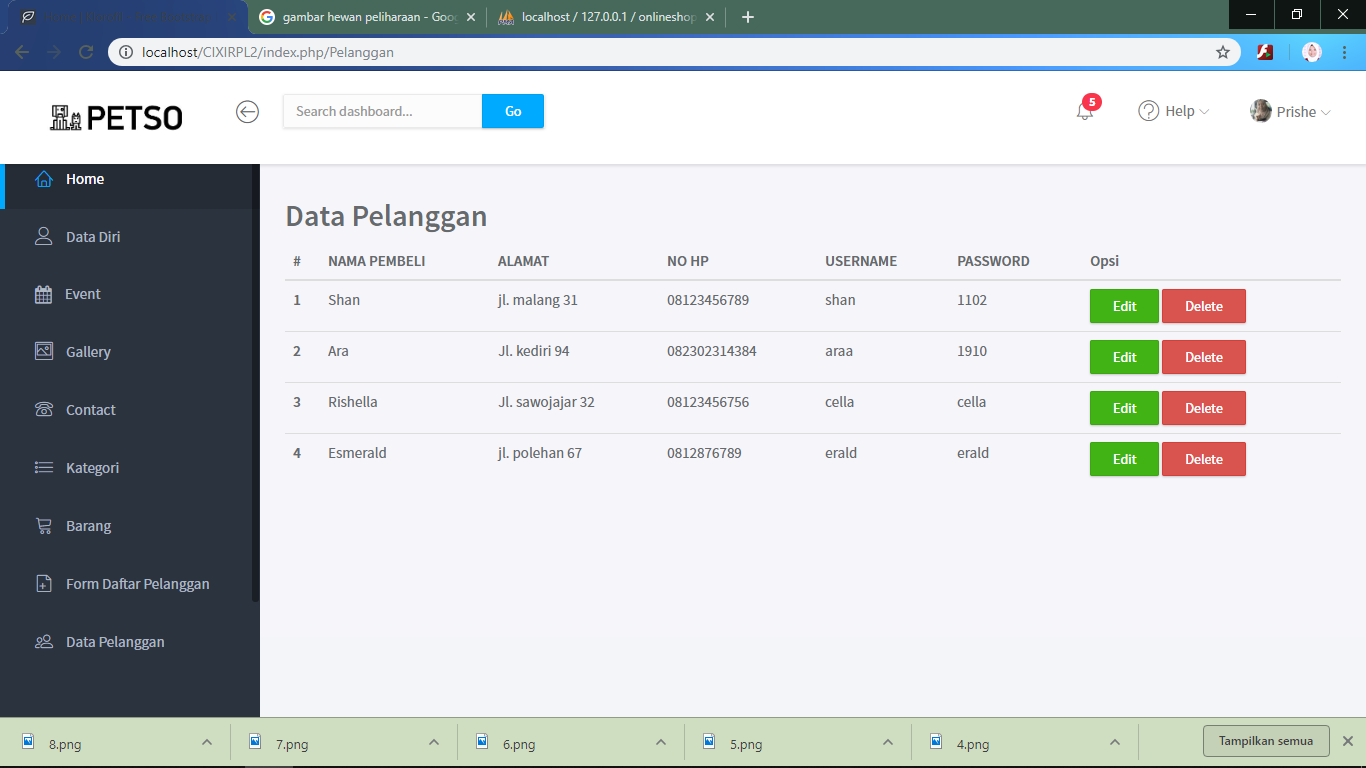 gambar hewan peliharaan - Goo
localhost / 127.0.0.1 / onlineshop
localhost/CIXIRPL2/index.php/Pelanggan
PETSO
Search dashboard...
Go
5
Help
Prishe
Home
Data Diri
Event
Gallery
Contact
Kategori
Barang
Form Daftar Pelanggan
Data Pelanggan
Data Pelanggan
# NAMA PEMBELI ALAMAT NO HP USERNAME PASSWORD Opsi
1 Shan jl. malang 31 08123456789 shan 1102 Edit Delete
2 Ara Jl. kediri 94 082302314384 araa 1910 Edit Delete
3 Rishella Jl. sawojajar 32 08123456756 cella cella Edit Delete
4 Esmerald jl. polehan 67 0812876789 erald erald Edit Delete
8.png
7.png
6.png
5.png
4.png
Tampilkan semua